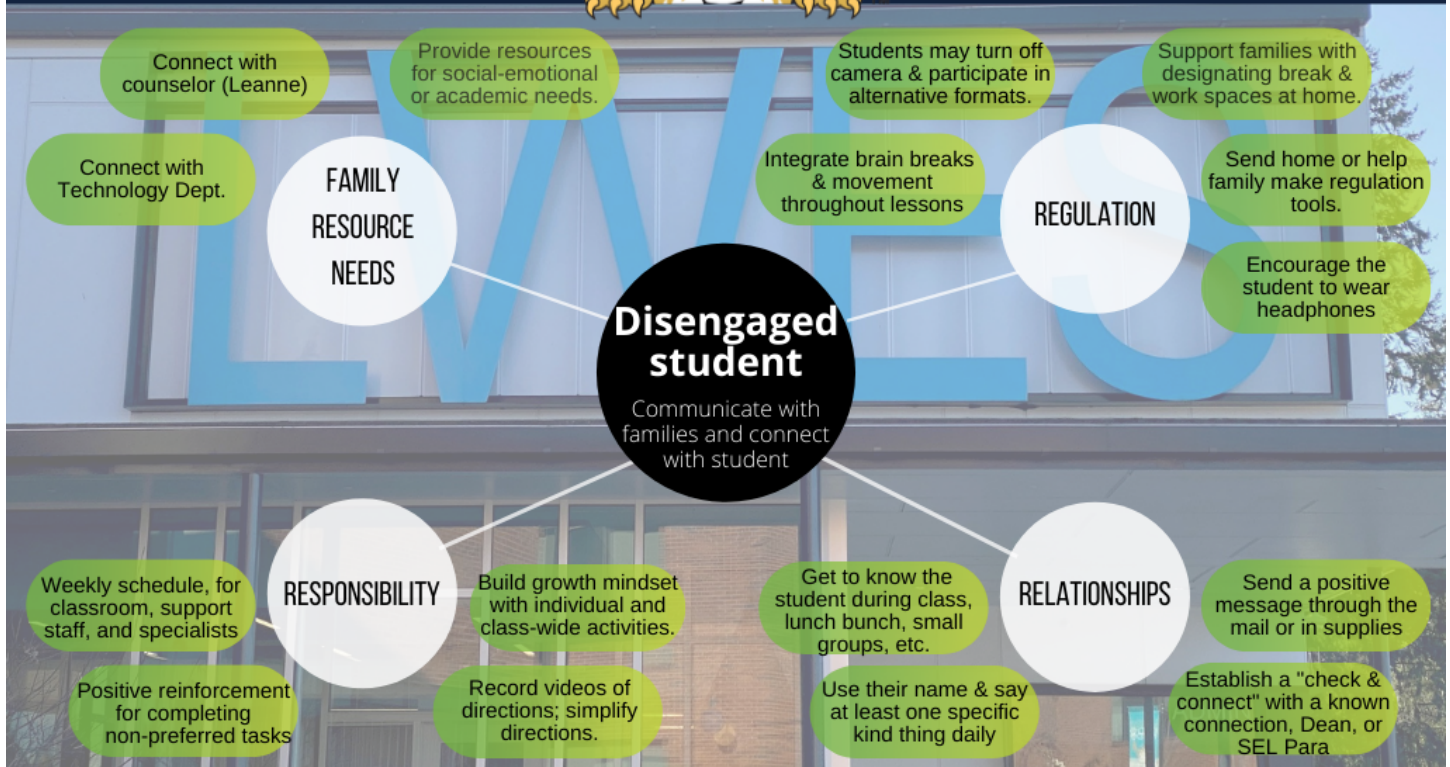 Connect with
counselor (Leanne)
Provide resources
for social-emotional
or academic needs.
Connect with
Technology Dept.
FAMILY
RESOURCE
NEEDS
Students may turn off
camera & participate in
alternative formats.
Support families with
designating break &
work spaces at home.
Integrate brain breaks
& movement
throughout lessons
REGULATION
Send home or help
family make regulation
tools.
Encourage the
student to wear
headphones
LWES
Disengaged
student
Communicate with
families and connect
with student
Weekly schedule, for
classroom, support
staff, and specialists
RESPONSIBILITY
Build growth mindset
with individual and
class-wide activities.
Positive reinforcement
for completing
non-preferred tasks
Record videos of
directions; simplify
directions.
Get to know the
student during class,
lunch bunch, small
groups, etc.
RELATIONSHIPS
Send a positive
message through the
mail or in supplies
Use their name & say
at least one specific
kind thing daily
Establish a "check &
connect" with a known
connection, Dean, or
SEL Para